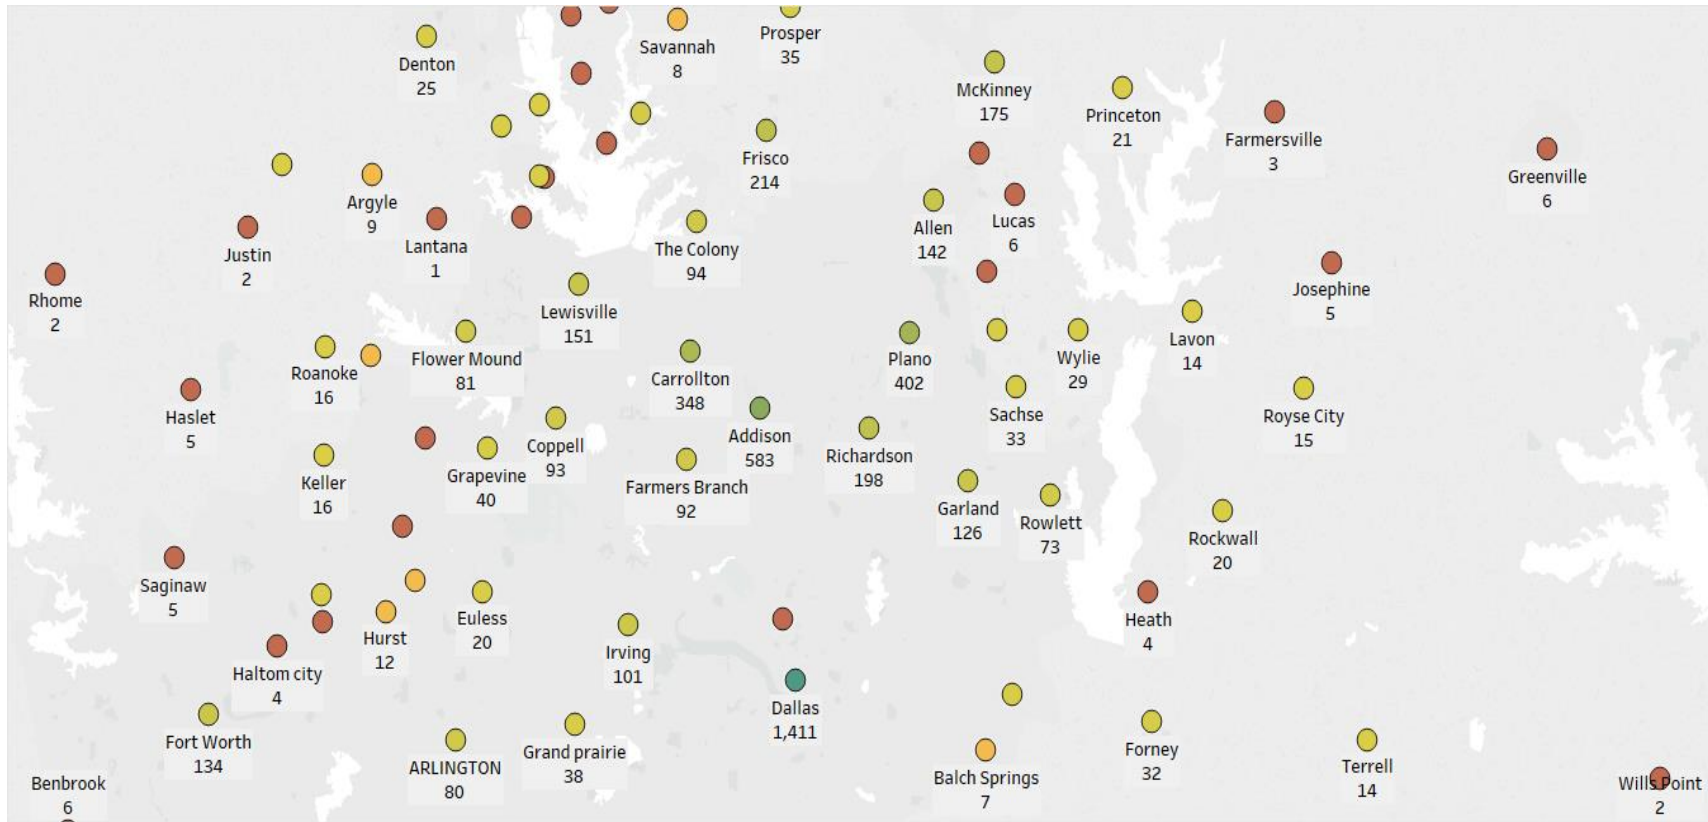 Savannah
8
Prosper
35
Denton
25
McKinney
175
Princeton
21
Farmersville
3
Frisco
214
Greenville
6
Argyle
9
Lucas
6
Allen
142
Lantana
1
The Colony
94
Justin
2
Josephine
5
Rhome
2
Lewisville
151
Lavon
14
Flower Mound
81
Plano
402
Wylie
29
Roanoke
16
Carrollton
348
Haslet
5
Sachse
33
Royse City
15
Addison
583
Coppell
93
Richardson
198
Grapevine
40
Keller
16
Farmers Branch
92
Garland
126
Rowlett
73
Rockwall
20
Saginaw
5
Euless
20
Heath
4
Hurst
12
Irving
101
Haltom city
4
Dallas
1,411
Fort Worth
134
Forney
32
Grand prairie
38
ARLINGTON
80
Terrell
14
Balch Springs
7
Benbrook
6
Wills Point
2